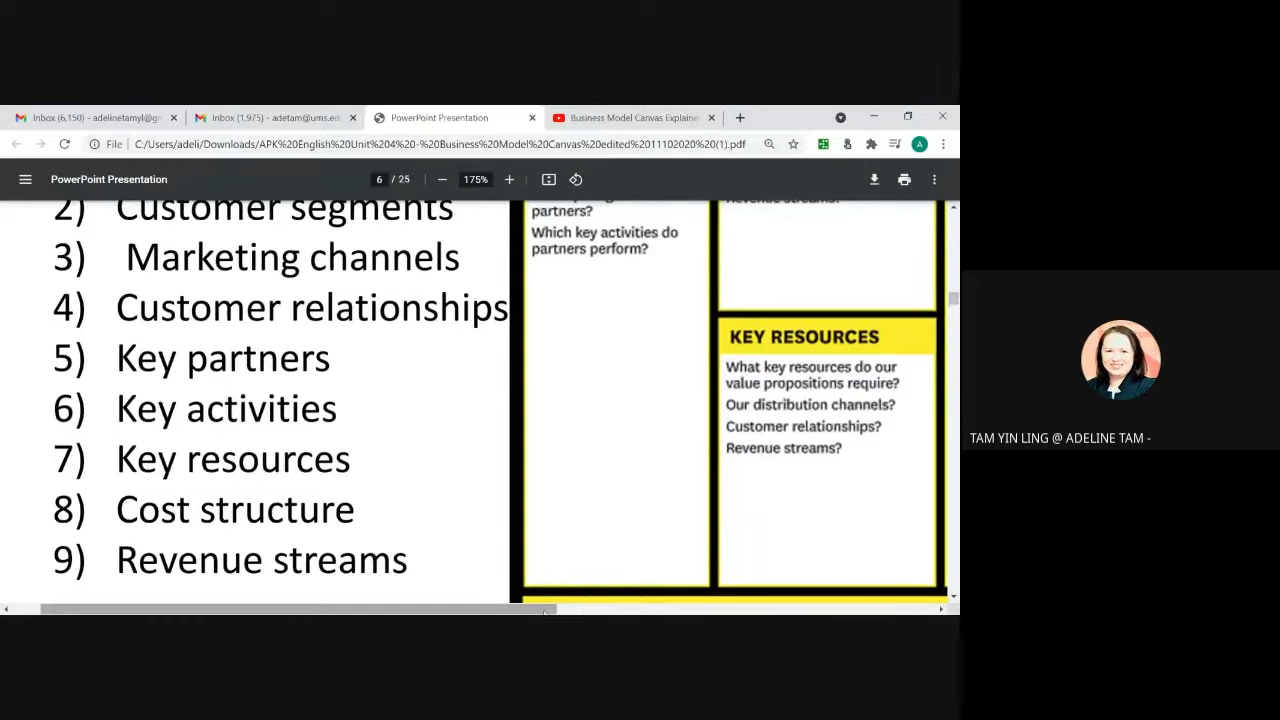 Inbox (6,150) - adelinetamyl@gm
Inbox (1,975) - adetam@ums.ed
PowerPoint Presentation
Business Model Canvas Explaine
File
C:/Users/adeli/Downloads/APK%20English%20Unit%204%20-%20Business%20Model%20Canvas%20edited%2011102020%20(1).pdf
A
PowerPoint Presentation
6 / 25
175%
2) Customer segments
3) Marketing channels
4) Customer relationships
5) Key partners
6) Key activities
7) Key resources
8) Cost structure
9) Revenue streams
partners?
Which key activities do
partners perform?
Revenue streams?
KEY RESOURCES
What key resources do our
value propositions require?
Our distribution channels?
Customer relationships?
Revenue streams?
TAM YIN LING @ ADELINE TAM -